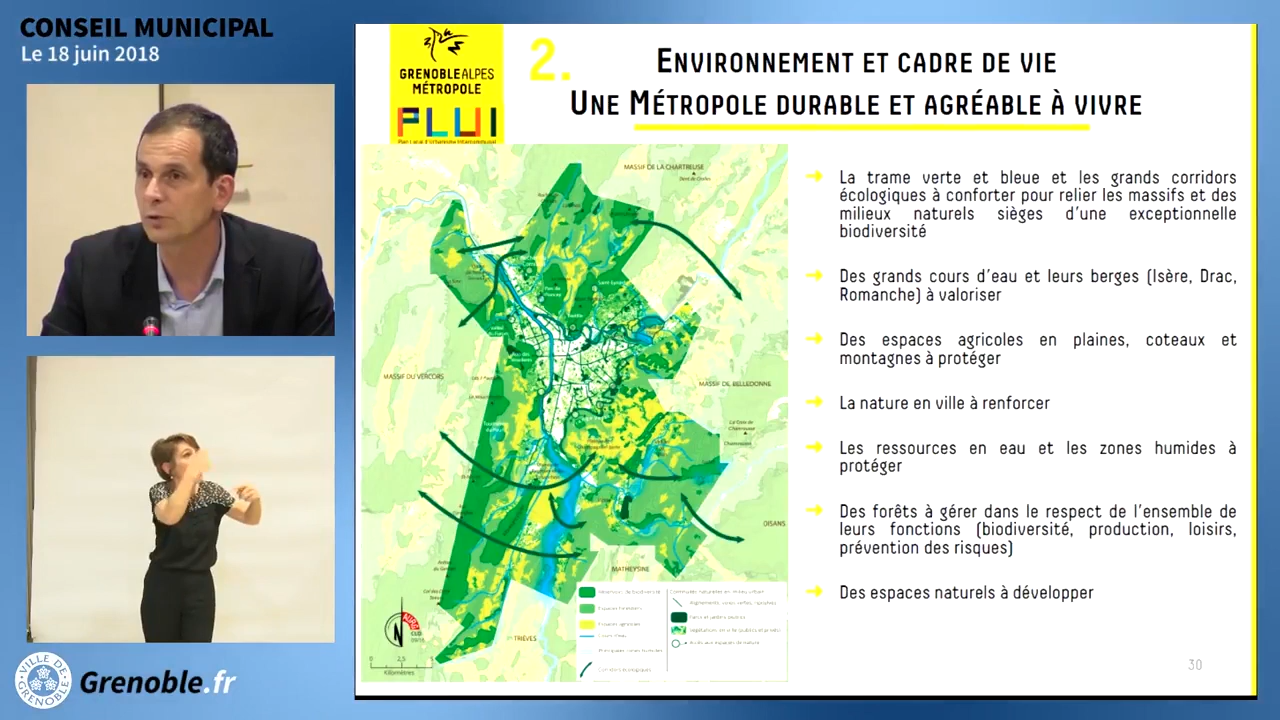 CONSEIL MUNICIPAL
Le 18 juin 2018
GRENOBLEALPES
MÉTROPOLE
PLUI
2.
ENVIRONNEMENT ET CADRE DE VIE
UNE MÉTROPOLE DURABLE ET AGRÉABLE À VIVRE
MASSIF DE LA CHARTREUSE
MASSIF DU VERCORS
MASSIF DE BELLEDONNE
OISANS
MATHEYSINE
TRIÈVES
Kilomètres
→ La trame verte et bleue et les grands corridors
écologiques à conforter pour relier les massifs et des
milieux naturels sièges d'une exceptionnelle
biodiversité
→ Des grands cours d'eau et leurs berges (Isère, Drac,
Romanche) à valoriser
→ Des espaces agricoles en plaines, coteaux et
montagnes à protéger
→ La nature en ville à renforcer
→ Les ressources en eau et les zones humides à
protéger
→ Des forêts à gérer dans le respect de l'ensemble de
leurs fonctions (biodiversité, production, loisirs,
prévention des risques)
→ Des espaces naturels à développer
30
VILLE DE GRENOBLE
Grenoble.fr